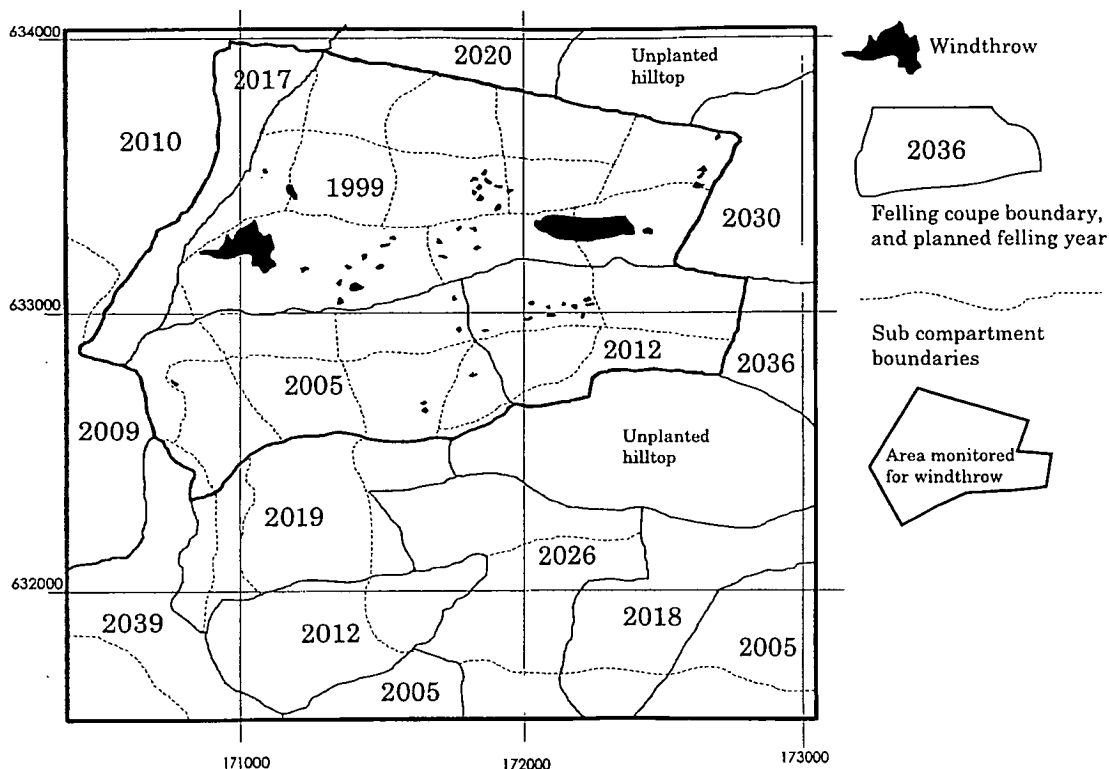 634000
2017
2020
Unplanted
hilltop
2010
1999
2030
633000
2005
2012
2036
2009
Unplanted
hilltop
2019
2026
632000
2039
2012
2018
2005
2005
171000
172000
173000
Windthrow
2036
Felling coupe boundary,
and planned felling year
Sub compartment
boundaries
Area monitored
for windthrow